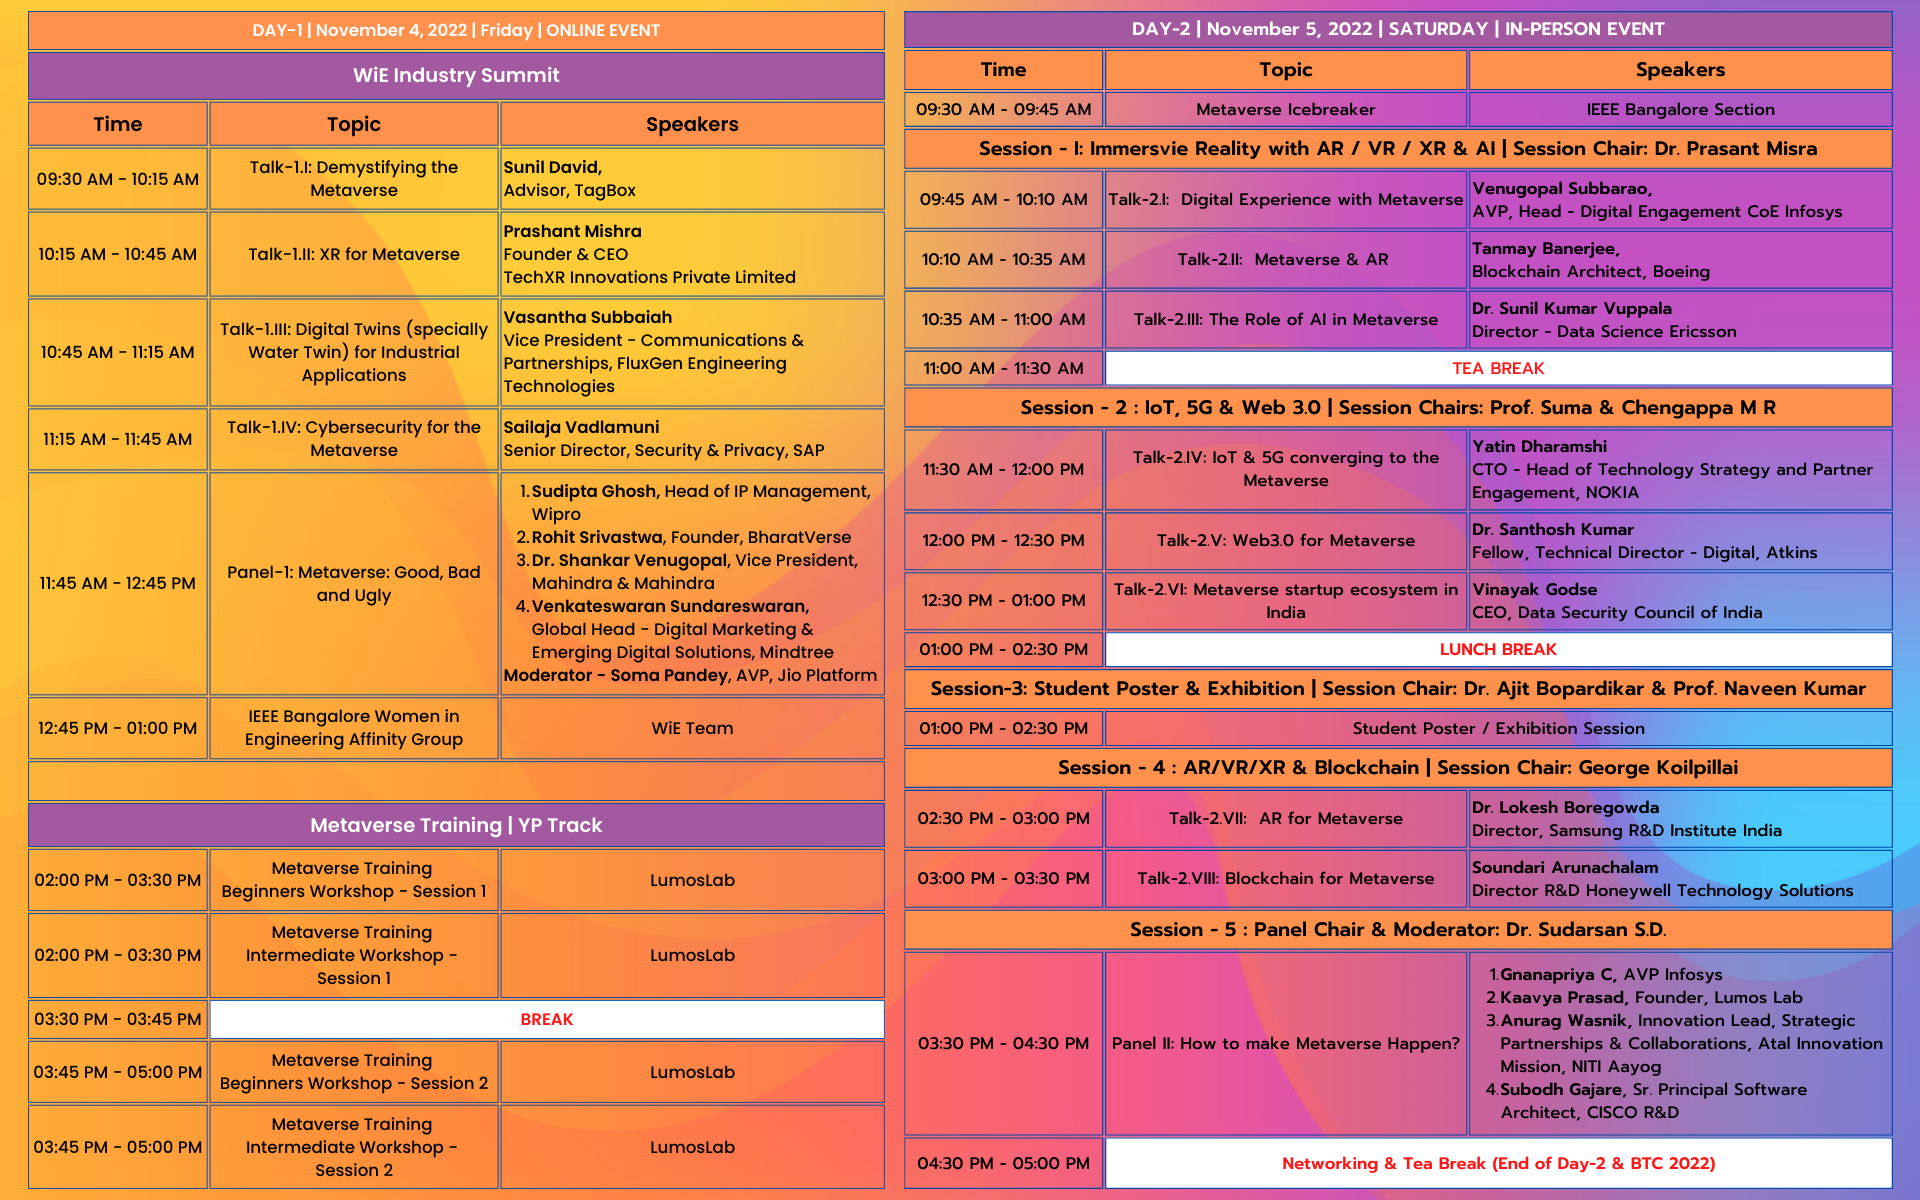 DAY-1 | November 4, 2022 | Friday | ONLINE EVENT
WiE Industry Summit
Time Topic Speakers
09:30 AM - 10:15 AM
Talk-1.I: Demystifying the
Metaverse
Sunil David,
Advisor, TagBox
10:15 AM - 10:45 AM
Talk-1.II: XR for Metaverse
Prashant Mishra
Founder & CEO
TechXR Innovations Private Limited
10:45 AM - 11:15 AM
Talk-1.III: Digital Twins (specially
Water Twin) for Industrial
Applications
Vasantha Subbaiah
Vice President - Communications &
Partnerships, FluxGen Engineering
Technologies
11:15 AM - 11:45 AM
Talk-1.IV: Cybersecurity for the
Metaverse
Sailaja Vadlamuni
Senior Director, Security & Privacy, SAP
11:45 AM - 12:45 PM
Panel-1: Metaverse: Good, Bad
and Ugly
1. Sudipta Ghosh, Head of IP Management,
Wipro
2. Rohit Srivastwa, Founder, BharatVerse
3. Dr. Shankar Venugopal, Vice President,
Mahindra & Mahindra
4. Venkateswaran Sundareswaran,
Global Head - Digital Marketing &
Emerging Digital Solutions, Mindtree
Moderator - Soma Pandey, AVP, Jio Platform
12:45 PM - 01:00 PM
IEEE Bangalore Women in
Engineering Affinity Group
WiE Team
Metaverse Training | YP Track
02:00 PM - 03:30 PM
Metaverse Training
Beginners Workshop - Session 1
LumosLab
02:00 PM - 03:30 PM
Metaverse Training
Intermediate Workshop -
Session 1
LumosLab
03:30 PM - 03:45 PM
BREAK
03:45 PM - 05:00 PM
Metaverse Training
Beginners Workshop - Session 2
LumosLab
03:45 PM - 05:00 PM
Metaverse Training
Intermediate Workshop -
Session 2
LumosLab
DAY-2 | November 5, 2022 | SATURDAY | IN-PERSON EVENT
Time Topic Speakers
09:30 AM - 09:45 AM
Metaverse Icebreaker
IEEE Bangalore Section
Session - I: Immersvie Reality with AR / VR / XR & AI | Session Chair: Dr. Prasant Misra
09:45 AM - 10:10 AM
Talk-2.I: Digital Experience with Metaverse
Venugopal Subbarao,
AVP, Head - Digital Engagement CoE Infosys
10:10 AM - 10:35 AM
Talk-2.II: Metaverse & AR
Tanmay Banerjee,
Blockchain Architect, Boeing
10:35 AM - 11:00 AM
Talk-2.III: The Role of AI in Metaverse
Dr. Sunil Kumar Vuppala
Director - Data Science Ericsson
11:00 AM - 11:30 AM
TEA BREAK
Session - 2 : IoT, 5G & Web 3.0 | Session Chairs: Prof. Suma & Chengappa M R
11:30 AM - 12:00 PM
Talk-2.IV: IoT & 5G converging to the
Metaverse
Yatin Dharamshi
CTO - Head of Technology Strategy and Partner
Engagement, NOKIA
12:00 PM - 12:30 PM
Talk-2.V: Web3.0 for Metaverse
Dr. Santhosh Kumar
Fellow, Technical Director - Digital, Atkins
12:30 PM - 01:00 PM
Talk-2.VI: Metaverse startup ecosystem in
India
Vinayak Godse
CEO, Data Security Council of India
01:00 PM - 02:30 PM
LUNCH BREAK
Session-3: Student Poster & Exhibition | Session Chair: Dr. Ajit Bopardikar & Prof. Naveen Kumar
01:00 PM - 02:30 PM
Student Poster / Exhibition Session
Session - 4 : AR/VR/XR & Blockchain | Session Chair: George Koilpillai
02:30 PM - 03:00 PM
Talk-2.VII: AR for Metaverse
Dr. Lokesh Boregowda
Director, Samsung R&D Institute India
03:00 PM - 03:30 PM
Talk-2.VIII: Blockchain for Metaverse
Soundari Arunachalam
Director R&D Honeywell Technology Solutions
Session - 5 : Panel Chair & Moderator: Dr. Sudarsan S.D.
03:30 PM - 04:30 PM
Panel II: How to make Metaverse Happen?
1. Gnanapriya C, AVP Infosys
2. Kaavya Prasad, Founder, Lumos Lab
3. Anurag Wasnik, Innovation Lead, Strategic
Partnerships & Collaborations, Atal Innovation
Mission, NITI Aayog
4. Subodh Gajare, Sr. Principal Software
Architect, CISCO R&D
04:30 PM - 05:00 PM
Networking & Tea Break (End of Day-2 & BTC 2022)